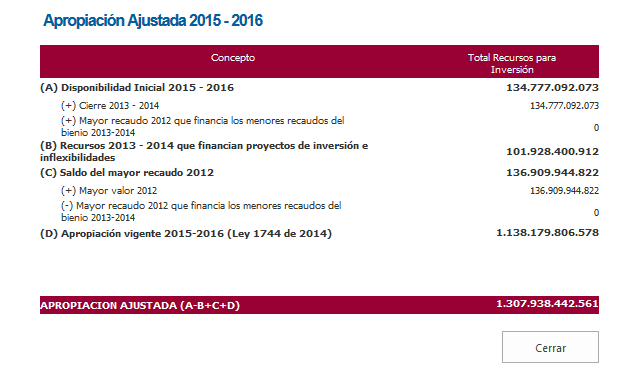 Apropiación Ajustada 2015 - 2016
Concepto
Total Recursos para
Inversión
(A) Disponibilidad Inicial 2015 - 2016 134.777.092.073
(+) Cierre 2013 - 2014 134.777.092.073
(+) Mayor recaudo 2012 que financia los menores recaudos del
bienio 2013-2014 0
(B) Recursos 2013 - 2014 que financian proyectos de inversión e
inflexibilidades 101.928.400.912
(C) Saldo del mayor recaudo 2012 136.909.944.822
(+) Mayor valor 2012 136.909.944.822
(-) Mayor recaudo 2012 que financia los menores recaudos del
bienio 2013-2014 0
(D) Apropiación vigente 2015-2016 (Ley 1744 de 2014) 1.138.179.806.578
APROPIACION AJUSTADA (A-B+C+D) 1.307.938.442.561
Cerrar